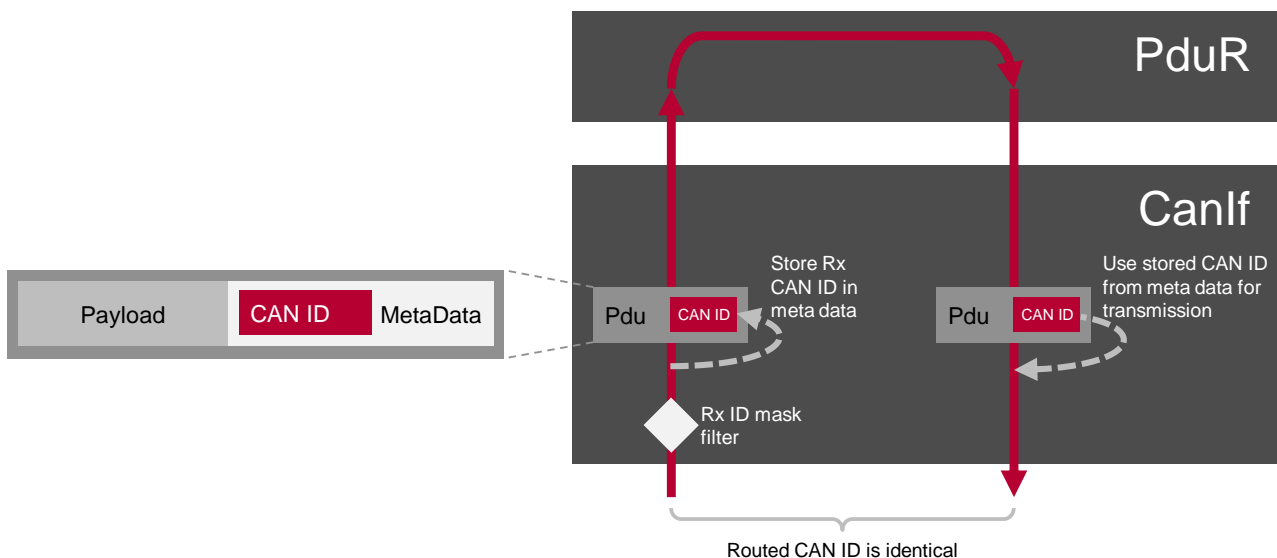 PduR
CanIf
Store Rx
CAN ID in
meta data
Use stored CAN ID
from meta data for
transmission
Payload
CAN ID
MetaData
Pdu
CAN ID
Pdu
CAN ID
Rx ID mask
filter
Routed CAN ID is identical